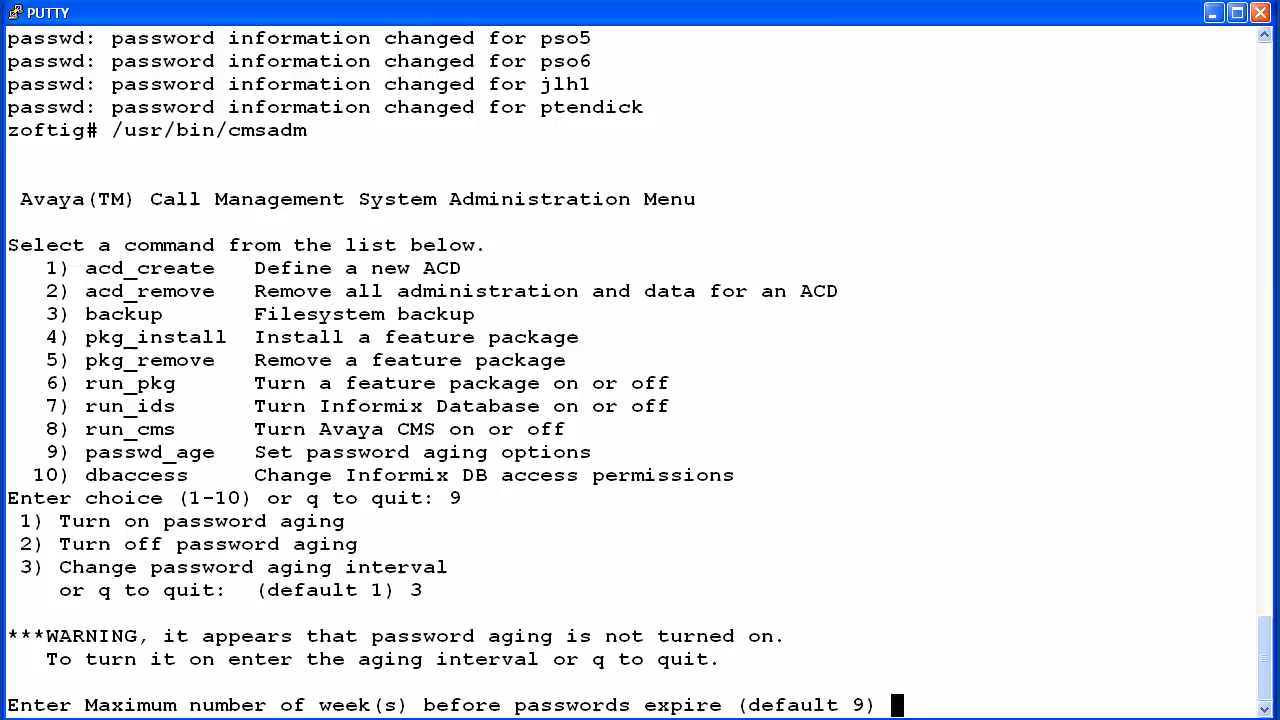 PUTTY
passwd: password information changed for pso5
passwd: password information changed for pso6
passwd: password information changed for jlh1
passwd: password information changed for ptendick
zoftig# /usr/bin/cmsadm
Avaya(TM) Call Management System Administration Menu
Select a command from the list below.
1) acd_create   Define a new ACD
2) acd_remove   Remove all administration and data for an ACD
3) backup       Filesystem backup
4) pkg_install  Install a feature package
5) pkg_remove   Remove a feature package
6) run_pkg      Turn a feature package on or off
7) run_ids      Turn Informix Database on or off
8) run_cms      Turn Avaya CMS on or off
9) passwd_age   Set password aging options
10) dbaccess     Change Informix DB access permissions
Enter choice (1-10) or q to quit: 9
1) Turn on password aging
2) Turn off password aging
3) Change password aging interval
or q to quit:  (default 1) 3
***WARNING, it appears that password aging is not turned on.
To turn it on enter the aging interval or q to quit.
Enter Maximum number of week(s) before passwords expire (default 9)